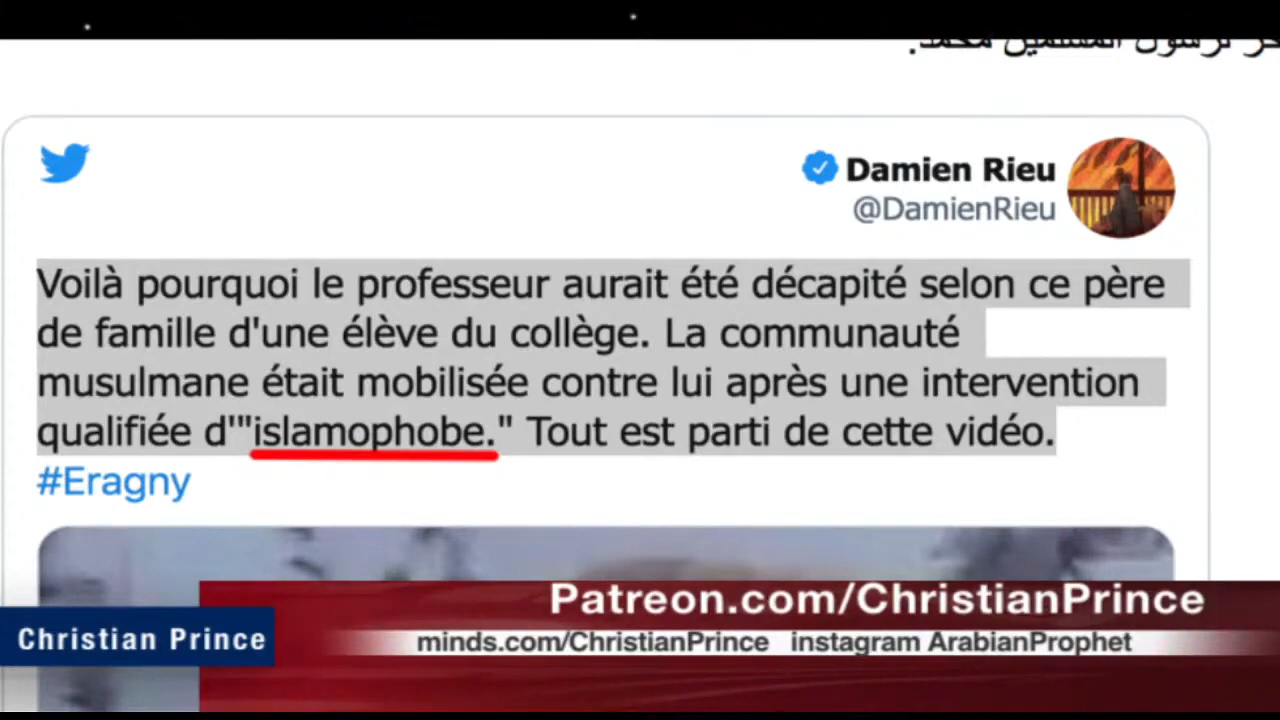 Damien Rieu
@DamienRieu
Voilà pourquoi le professeur aurait été décapité selon ce père
de famille d'une élève du collège. La communauté
musulmane était mobilisée contre lui après une intervention
qualifiée d'"islamophobe." Tout est parti de cette vidéo.
#Eragny
Patreon.com/ChristianPrince
Christian Prince
minds.com/ChristianPrince instagram ArabianProphet